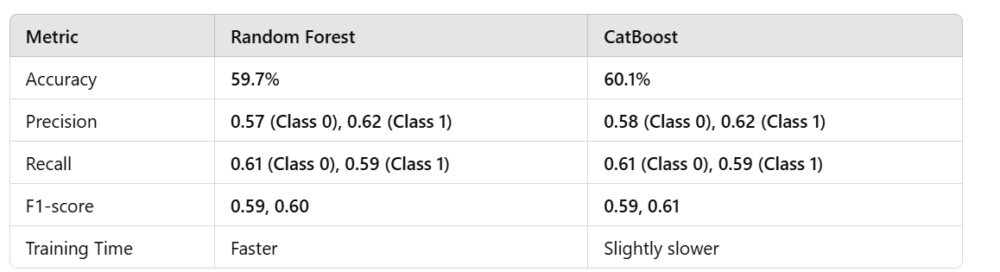 Metric Random Forest CatBoost
Accuracy 59.7% 60.1%
Precision 0.57 (Class 0), 0.62 (Class 1) 0.58 (Class 0), 0.62 (Class 1)
Recall 0.61 (Class 0), 0.59 (Class 1) 0.61 (Class 0), 0.59 (Class 1)
F1-score 0.59, 0.60 0.59, 0.61
Training Time Faster Slightly slower